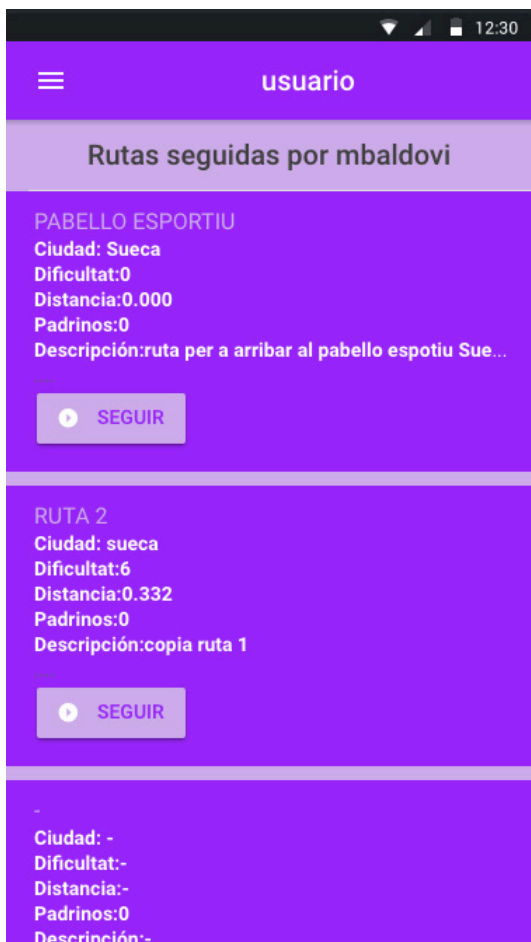 12:30
usuario
Rutas seguidas por mbaldovi
PABELLO ESPORTIU
Ciudad: Sueca
Dificultat:0
Distancia:0.000
Padrinos:0
Descripción:ruta per a arribar al pabello espotiu Sue...
SEGUIR
RUTA 2
Ciudad: sueca
Dificultat:6
Distancia:0.332
Padrinos:0
Descripción:copia ruta 1
SEGUIR
-
Ciudad: -
Dificultat:-
Distancia:-
Padrinos:0
Descripción:-